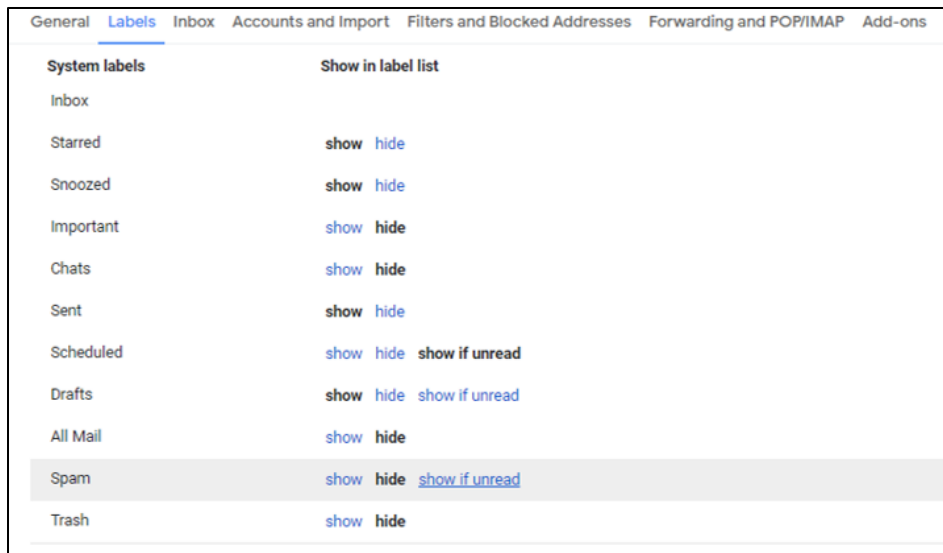 General Labels Inbox Accounts and Import Filters and Blocked Addresses Forwarding and POP/IMAP Add-ons
System labels Show in label list
Inbox
Starred show hide
Snoozed show hide
Important show hide
Chats show hide
Sent show hide
Scheduled show hide show if unread
Drafts show hide show if unread
All Mail show hide
Spam show hide show if unread
Trash show hide